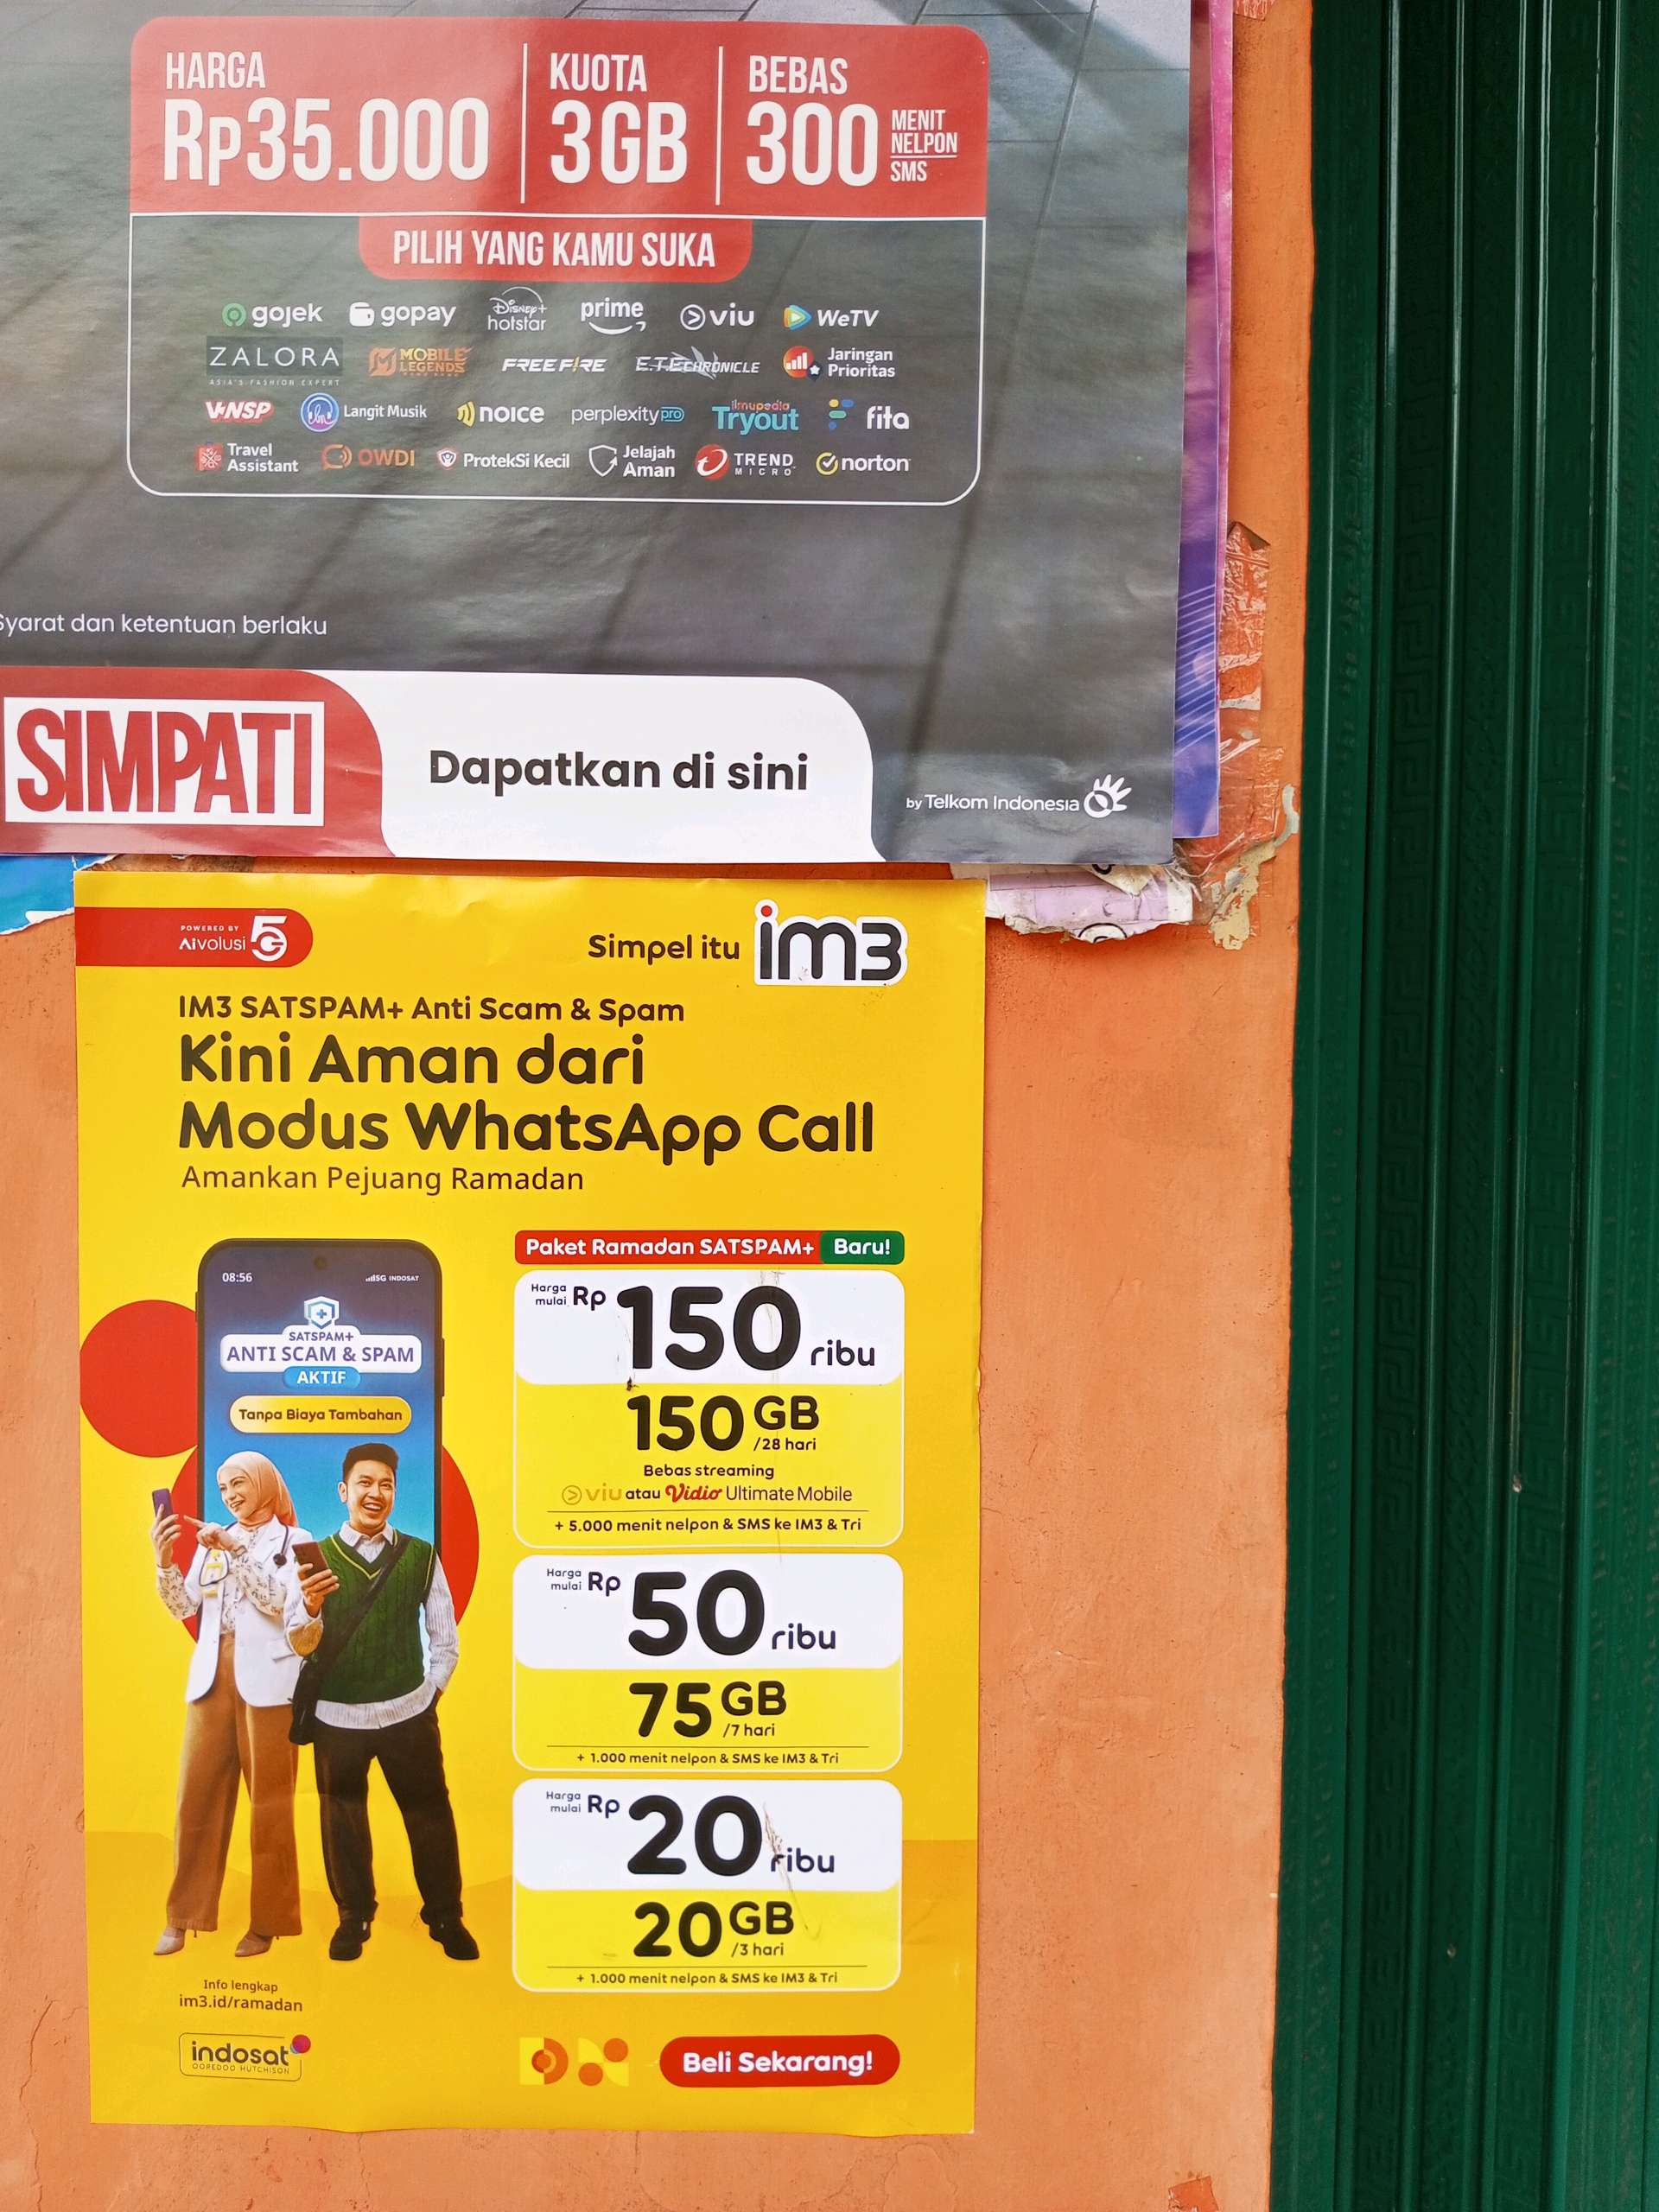 HARGA
Rp35.000
KUOTA
3GB
BEBAS
300 MENIT NELPON SMS
PILIH YANG KAMU SUKA
gojek gopay Disney+ hotstar prime viu WeTV
ZALORA ASIA'S FASHION EXPERT MOBILE LEGENDS FREE FIRE Jaringan Prioritas
NSP Langit Musik noice perplexity pro ilmupedia Tryout fita
Travel Assistant OWDI ProtekSi Kecil Jelajah Aman TREND MICRO norton
Syarat dan ketentuan berlaku
SIMPATI
Dapatkan di sini
by Telkom Indonesia
POWERED BY
AIvolusi 5G
Simpel itu im3
IM3 SATSPAM+ Anti Scam & Spam
Kini Aman dari
Modus WhatsApp Call
Amankan Pejuang Ramadan
08:56 5G INDOSAT
SATSPAM+
ANTI SCAM & SPAM
AKTIF
Tanpa Biaya Tambahan
Paket Ramadan SATSPAM+ Baru!
Harga mulai Rp 150 ribu
150 GB /28 hari
Bebas streaming
viu atau Vidio Ultimate Mobile
+ 5.000 menit nelpon & SMS ke IM3 & Tri
Harga mulai Rp 50 ribu
75 GB /7 hari
+ 1.000 menit nelpon & SMS ke IM3 & Tri
Harga mulai Rp 20 ribu
20 GB /3 hari
+ 1.000 menit nelpon & SMS ke IM3 & Tri
Info lengkap
im3.id/ramadan
indosat
OOREDOO HUTCHISON
Beli Sekarang!